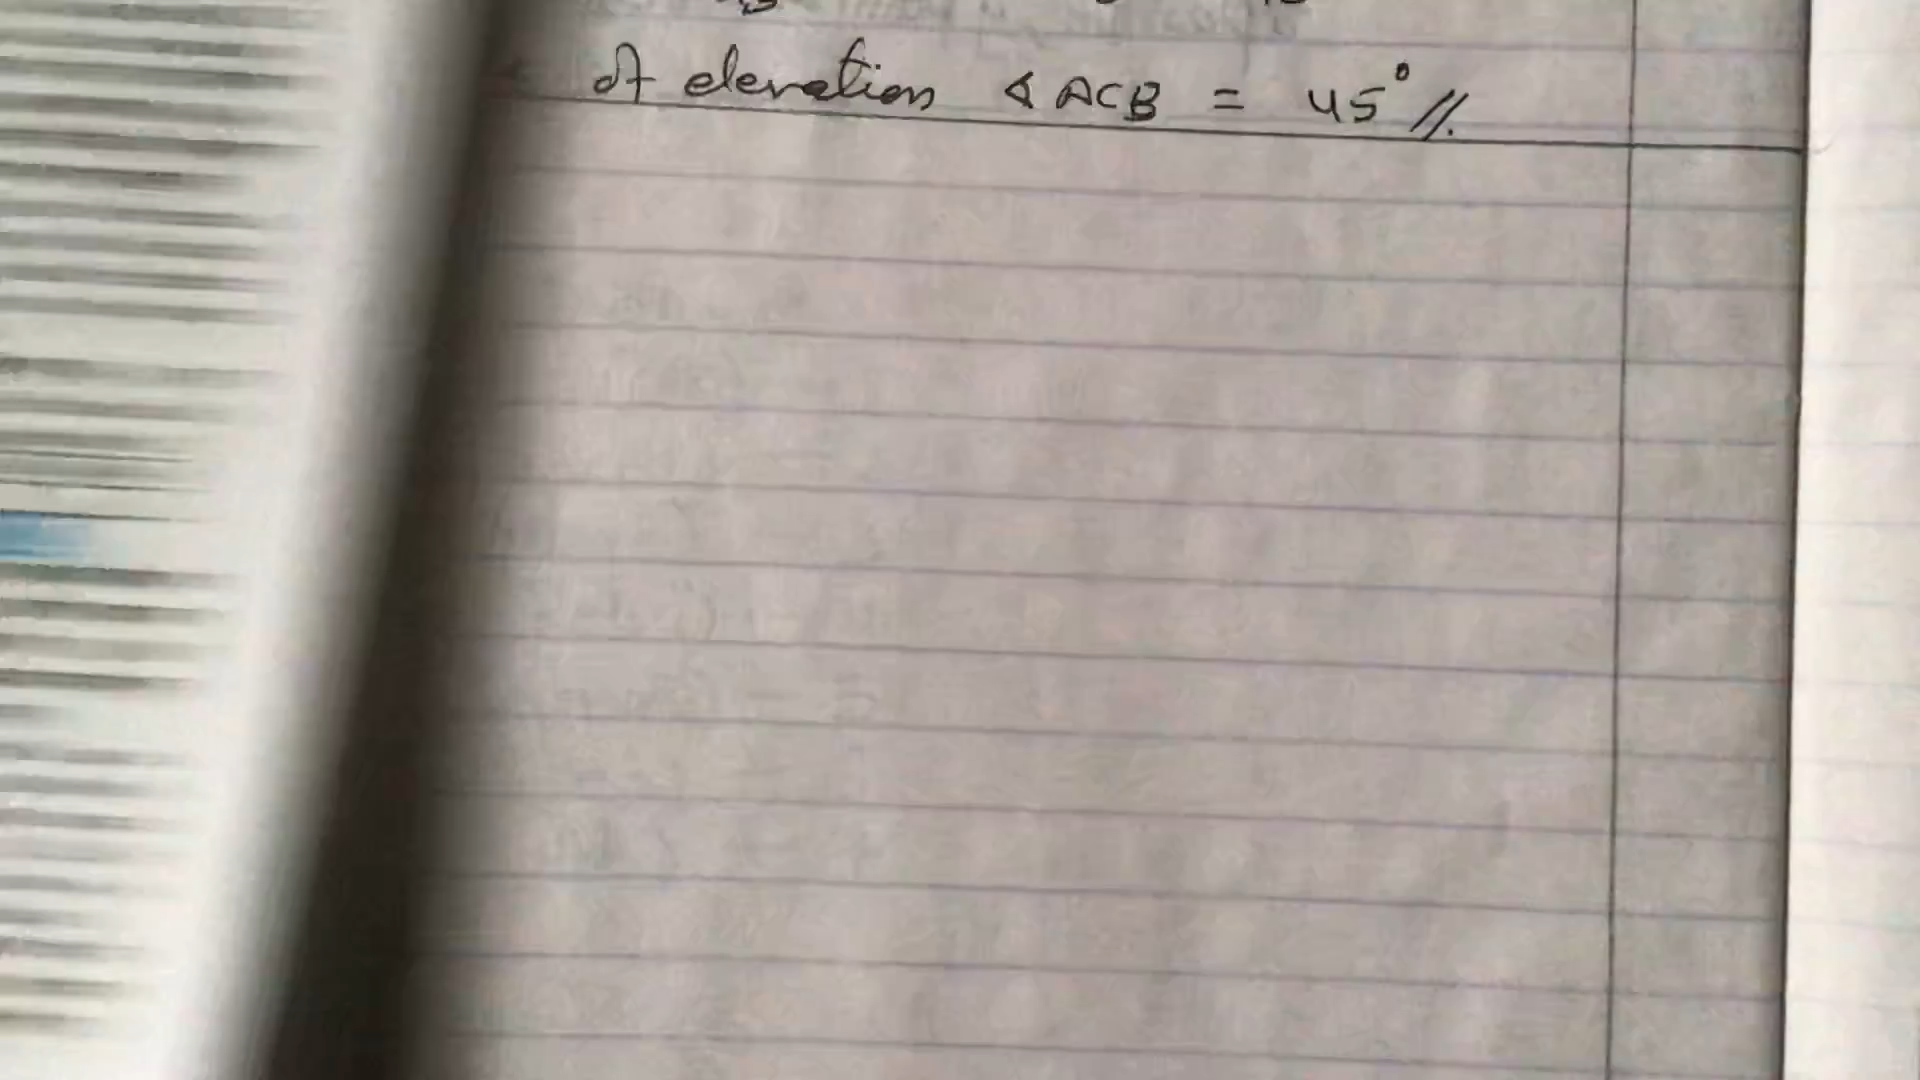 of elevation ∢ ACB = 45° //.